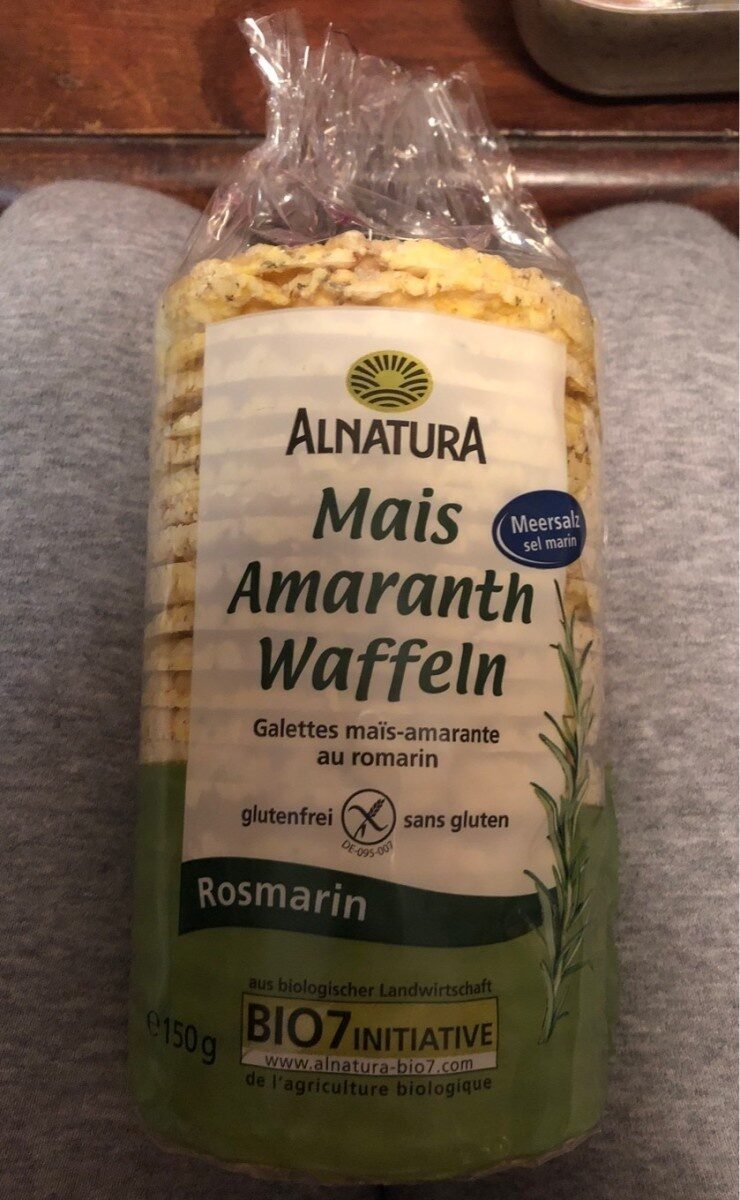 ALNATURA
Mais
Amaranth
Waffeln
Meersalz
sel marin
Galettes maïs-amarante
au romarin
glutenfrei sans gluten
DE-095-007
Rosmarin
aus biologischer Landwirtschaft
BIO7 INITIATIVE
www.alnatura-bio7.com
de l'agriculture biologique
e150g